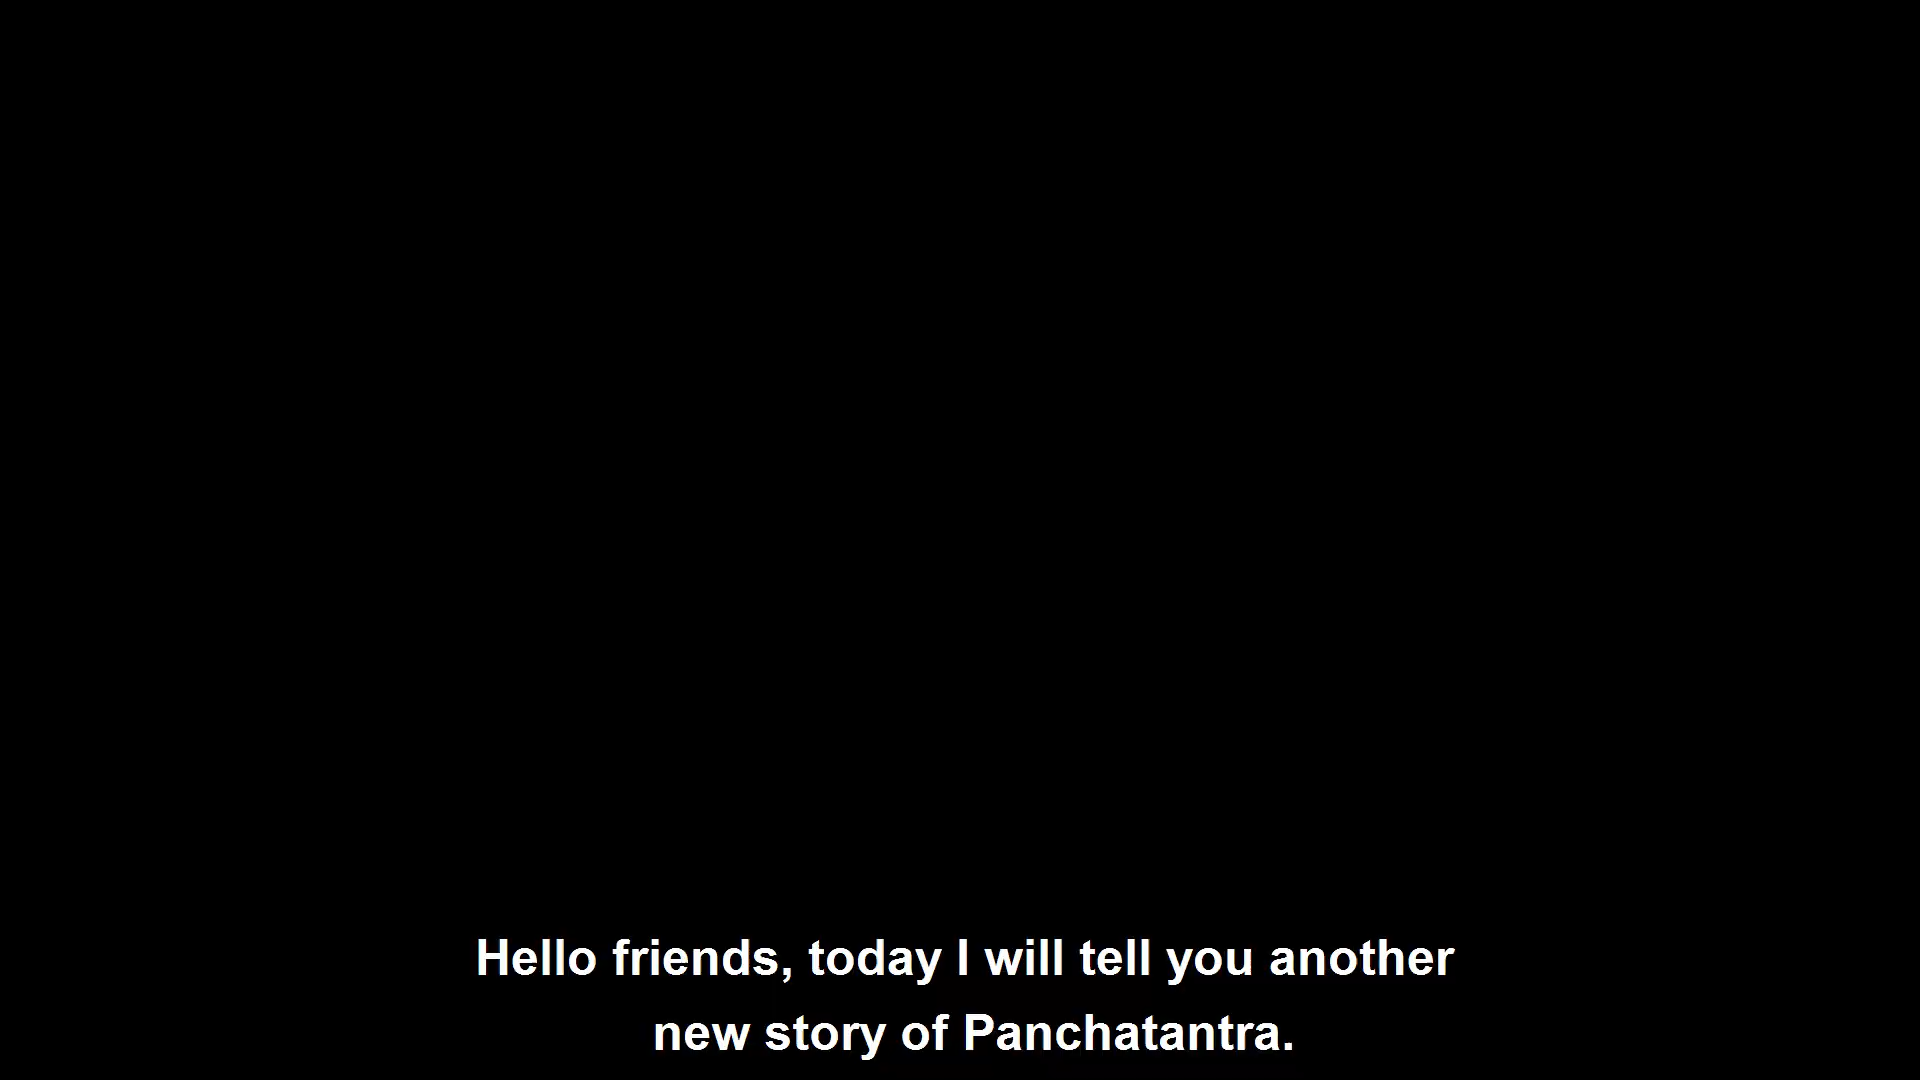 Hello friends, today I will tell you another
new story of Panchatantra.